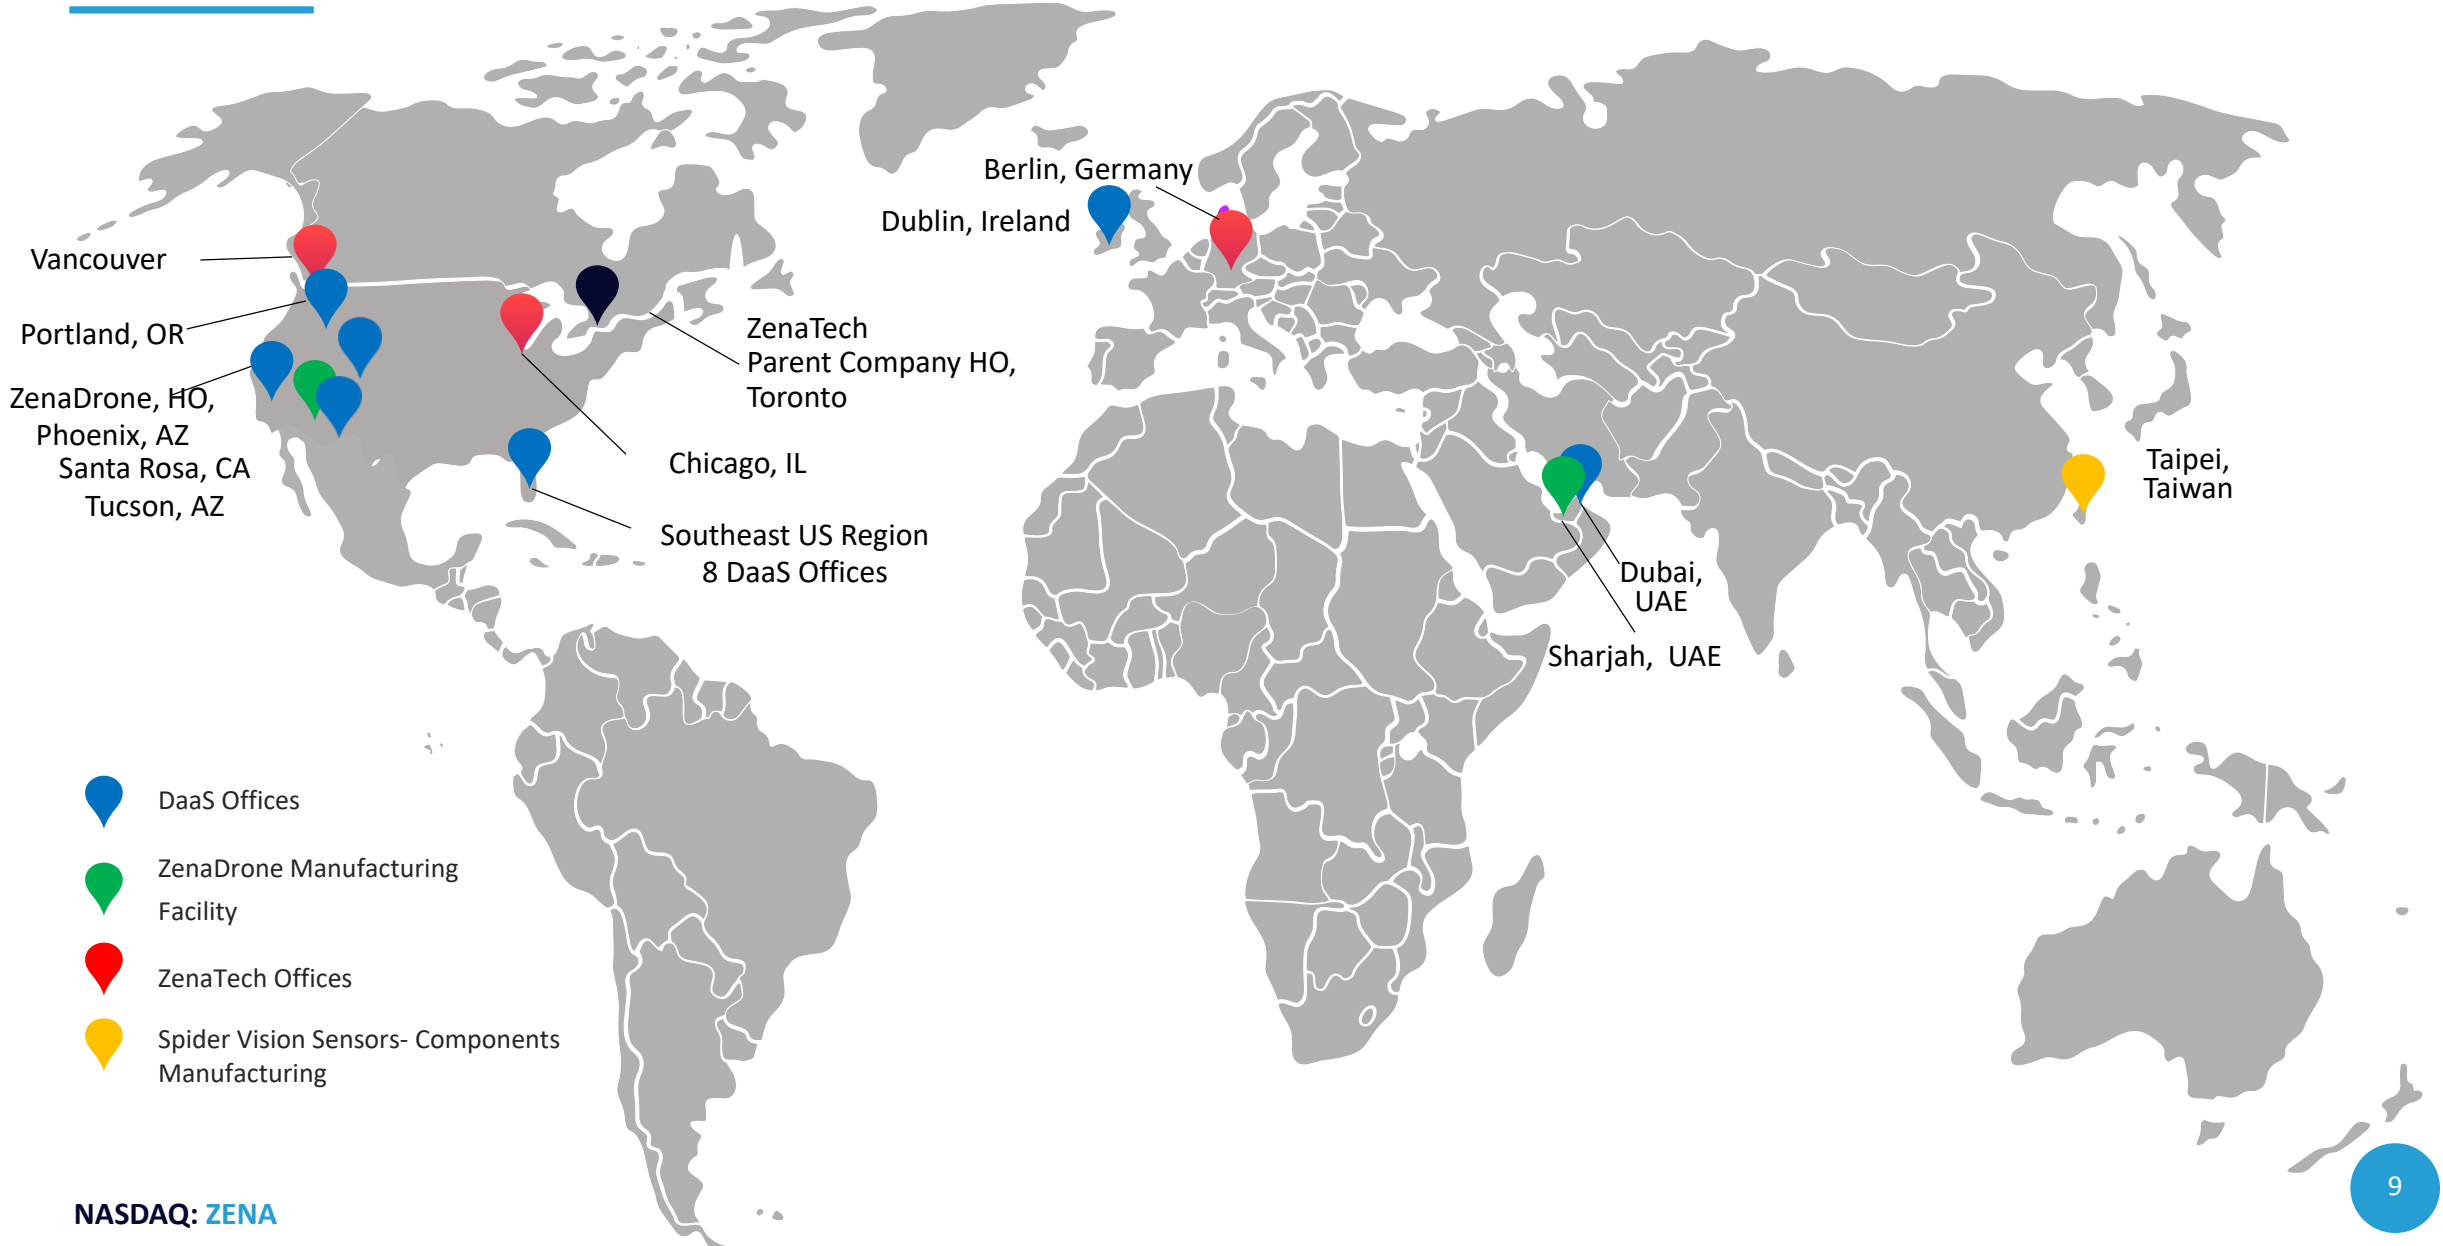 Berlin, Germany
Dublin, Ireland
Vancouver
Portland, OR
ZenaDrone, HO,
Phoenix, AZ
Santa Rosa, CA
Tucson, AZ
ZenaTech
Parent Company HO,
Toronto
Chicago, IL
Southeast US Region
8 DaaS Offices
Taipei,
Taiwan
Dubai,
UAE
Sharjah,  UAE
DaaS Offices
ZenaDrone Manufacturing
Facility
ZenaTech Offices
Spider Vision Sensors- Components
Manufacturing
NASDAQ: ZENA
9